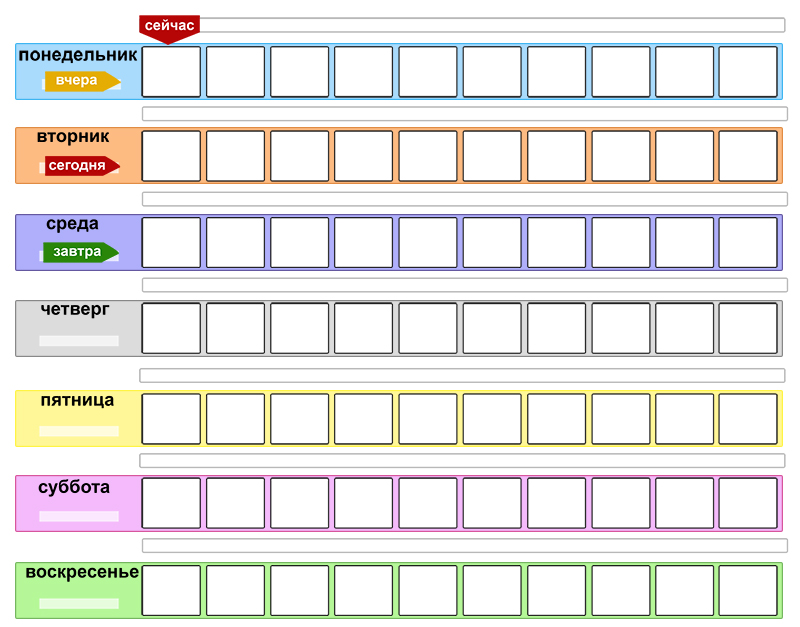 сейчас
понедельник
вчера
вторник
сегодня
среда
завтра
четверг
пятница
суббота
воскресенье